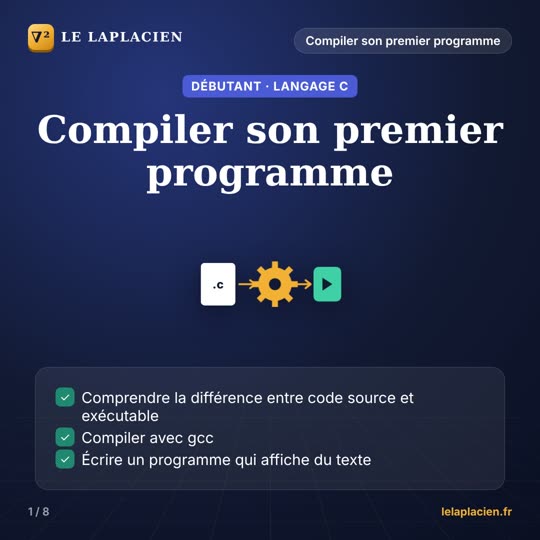 ∇² LE LAPLACIEN
Compiler son premier programme
DÉBUTANT · LANGAGE C
Compiler son premier
programme
.c
Comprendre la différence entre code source et
exécutable
Compiler avec gcc
Écrire un programme qui affiche du texte
1 / 8
lelaplacien.fr